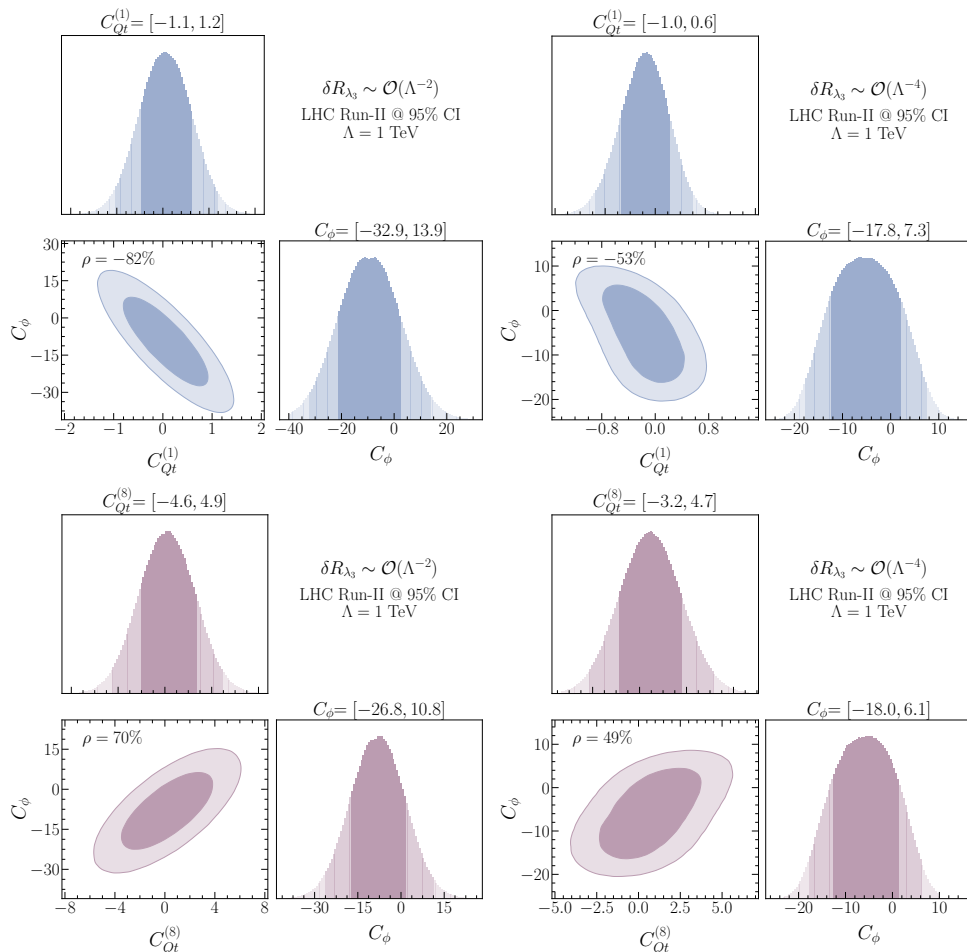 C_{Qt}^{(1)} = [−1.1, 1.2]
δR_{λ_3} ∼ O(Λ^{−2})
LHC Run-II @ 95% CI
Λ = 1 TeV
C_ϕ = [−32.9, 13.9]
ρ = −82%
30
15
0
−15
−30
C_ϕ
−2 −1 0 1 2
C_{Qt}^{(1)}
−40 −20 0 20
C_ϕ
C_{Qt}^{(1)} = [−1.0, 0.6]
δR_{λ_3} ∼ O(Λ^{−4})
LHC Run-II @ 95% CI
Λ = 1 TeV
C_ϕ = [−17.8, 7.3]
ρ = −53%
10
0
−10
−20
C_ϕ
−0.8 0.0 0.8
C_{Qt}^{(1)}
−20 −10 0 10
C_ϕ
C_{Qt}^{(8)} = [−4.6, 4.9]
δR_{λ_3} ∼ O(Λ^{−2})
LHC Run-II @ 95% CI
Λ = 1 TeV
C_ϕ = [−26.8, 10.8]
ρ = 70%
15
0
−15
−30
C_ϕ
−8 −4 0 4 8
C_{Qt}^{(8)}
−30 −15 0 15
C_ϕ
C_{Qt}^{(8)} = [−3.2, 4.7]
δR_{λ_3} ∼ O(Λ^{−4})
LHC Run-II @ 95% CI
Λ = 1 TeV
C_ϕ = [−18.0, 6.1]
ρ = 49%
10
0
−10
−20
C_ϕ
−5.0 −2.5 0.0 2.5 5.0
C_{Qt}^{(8)}
−20 −10 0 10
C_ϕ